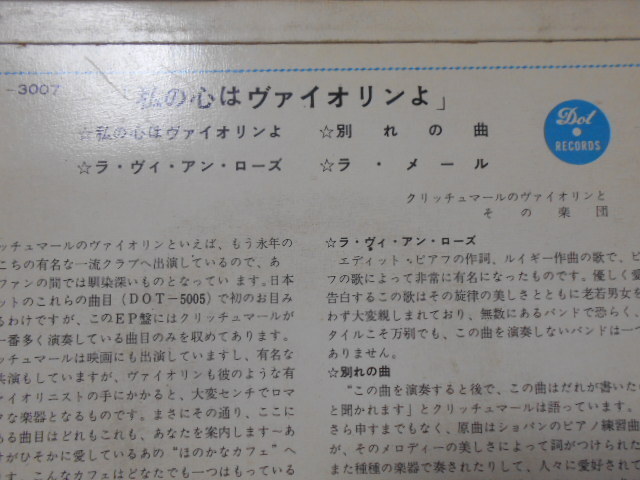 -3007
「私の心はヴァイオリンよ」
☆私の心はヴァイオリンよ ☆別れの曲
☆ラ・ヴィ・アン・ローズ ☆ラ・メール
Dot
RECORDS
クリッチュマールのヴァイオリンと
その楽団
ッチュマールのヴァイオリンといえば、もう永年の
こちの有名な一流クラブへ出演しているので、あ
ファンの間では馴染深いものとなってい ます。日本
ットのこれらの曲目(DOT-5005)で初のお目み
るわけですが、このEP盤にはクリッチュマールが
一番多く演奏している曲目のみを収めてあります。
ッチュマールは映画にも出演していますし、有名な
共演もしていますが、ヴァイオリンも彼のような有
ァイオリニストの手にかかると、大変センチでロマ
クな楽器となるものです。まさにその通り、ここに
ある曲目はどれもこれも、あなたを案内します〜あ
けがひそかに愛しているあの“ほのかなカフェ”へ
す。こんなカフェはどなたでも一つはもっている
☆ラ・ヴィ・アン・ローズ
エディット・ピアフの作詞、ルイギー作曲の歌で、ピ
フの歌によって非常に有名になったものです。優しく愛
告白するこの歌はその旋律の美しさとともに老若男女を
わず大変親しまれており、無数にあるバンドで恐らく、
タイルこそ万別でも、この曲を演奏しないバンドは一つ
ありません。
☆別れの曲
“この曲を演奏すると後で、この曲はだれが書いた
と聞かれます」とクリッチュマールは語っています。
さら申すまでもなく、原曲はショパンのピアノ練習曲
が、そのメロディーの美しさによって詞がつけられた
また種種の楽器で奏されたりして、人々に愛好されて